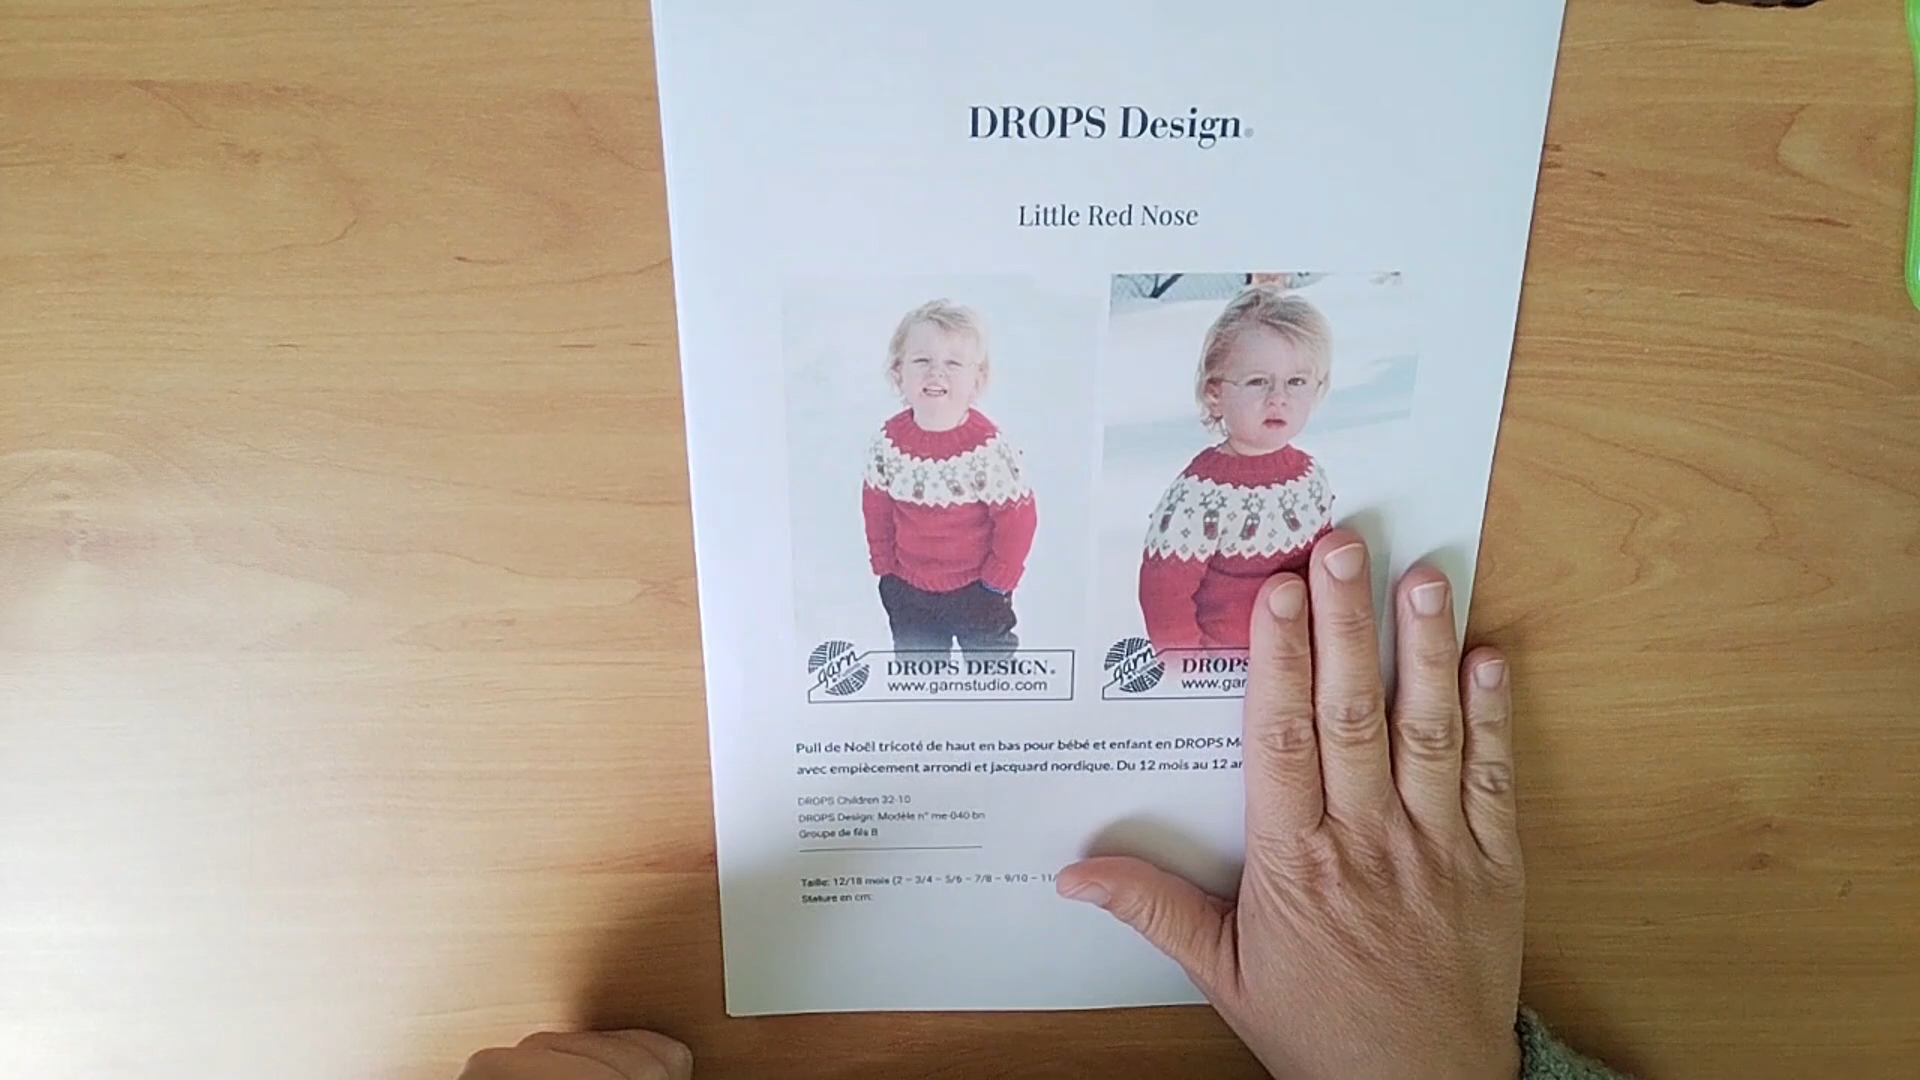 DROPS Design®
Little Red Nose
garn
DROPS DESIGN.
www.garnstudio.com
garn
DROPS
www.gar
Pull de Noël tricoté de haut en bas pour bébé et enfant en DROPS M
avec empiècement arrondi et jacquard nordique. Du 12 mois au 12 an
DROPS Children 32-10
DROPS Design: Modèle n° me-040-bn
Groupe de fils B
Taille: 12/18 mois (2 – 3/4 – 5/6 – 7/8 – 9/10 – 11/
Stature en cm: